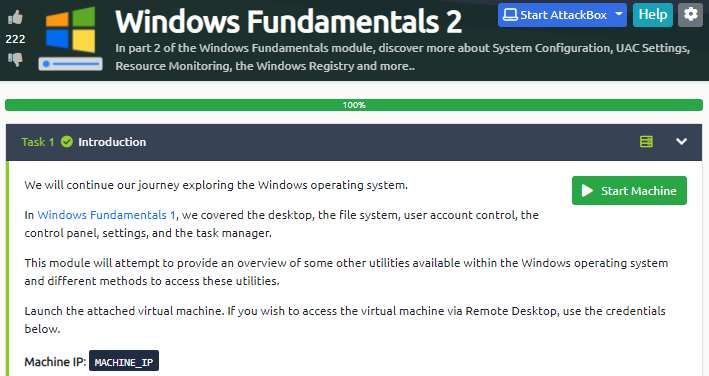 Windows Fundamentals 2
Start AttackBox
Help
222
In part 2 of the Windows Fundamentals module, discover more about System Configuration, UAC Settings,
Resource Monitoring, the Windows Registry and more..
100%
Task 1 Introduction
Start Machine
We will continue our journey exploring the Windows operating system.
In Windows Fundamentals 1, we covered the desktop, the file system, user account control, the
control panel, settings, and the task manager.
This module will attempt to provide an overview of some other utilities available within the Windows operating system
and different methods to access these utilities.
Launch the attached virtual machine. If you wish to access the virtual machine via Remote Desktop, use the credentials
below.
Machine IP: MACHINE_IP